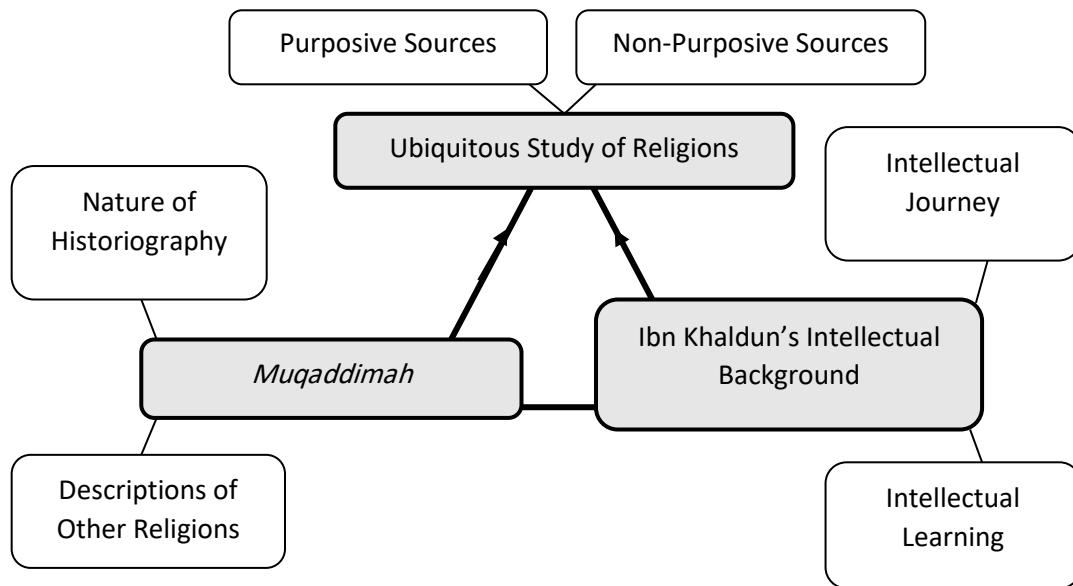 Purposive Sources
Non-Purposive Sources
Ubiquitous Study of Religions
Intellectual
Journey
Nature of
Historiography
Ibn Khaldun’s Intellectual
Background
Muqaddimah
Descriptions of
Other Religions
Intellectual
Learning